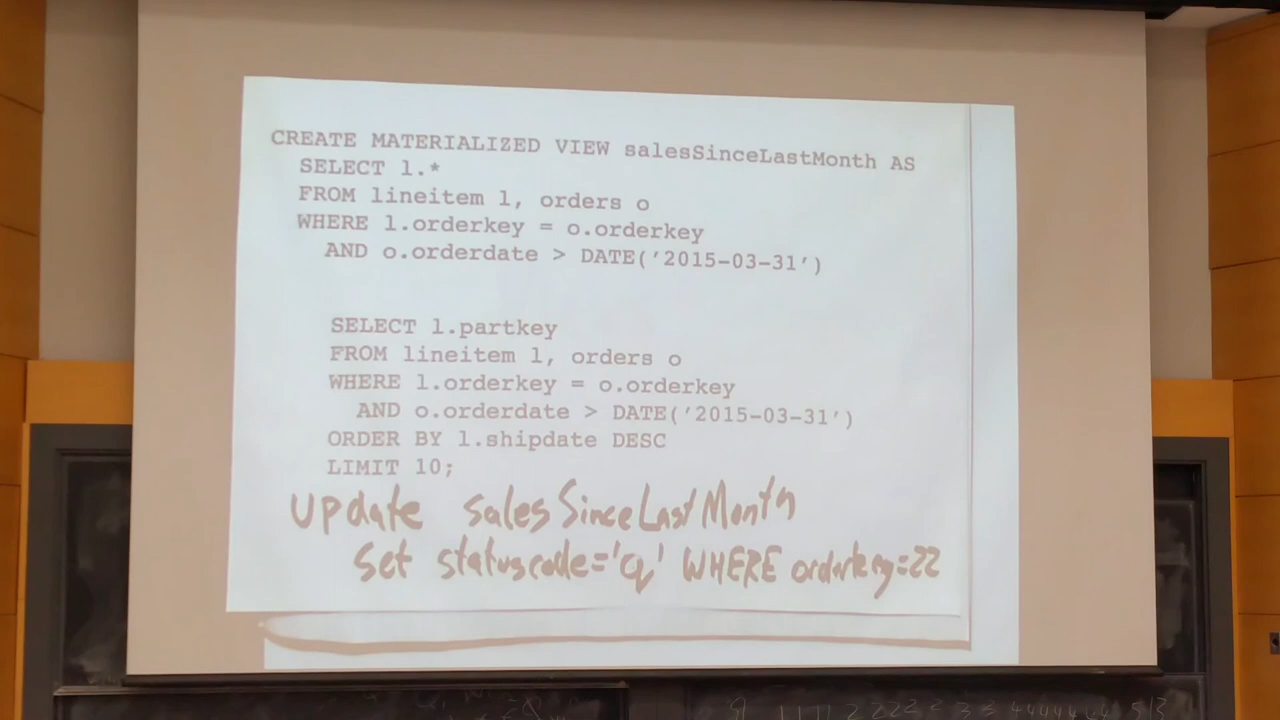 CREATE MATERIALIZED VIEW salesSinceLastMonth AS
SELECT l.*
FROM lineitem l, orders o
WHERE l.orderkey = o.orderkey
AND o.orderdate > DATE('2015-03-31')
SELECT l.partkey
FROM lineitem l, orders o
WHERE l.orderkey = o.orderkey
AND o.orderdate > DATE('2015-03-31')
ORDER BY l.shipdate DESC
LIMIT 10;
update salesSinceLastMonth
Set statuscode='q' WHERE orderkey=22